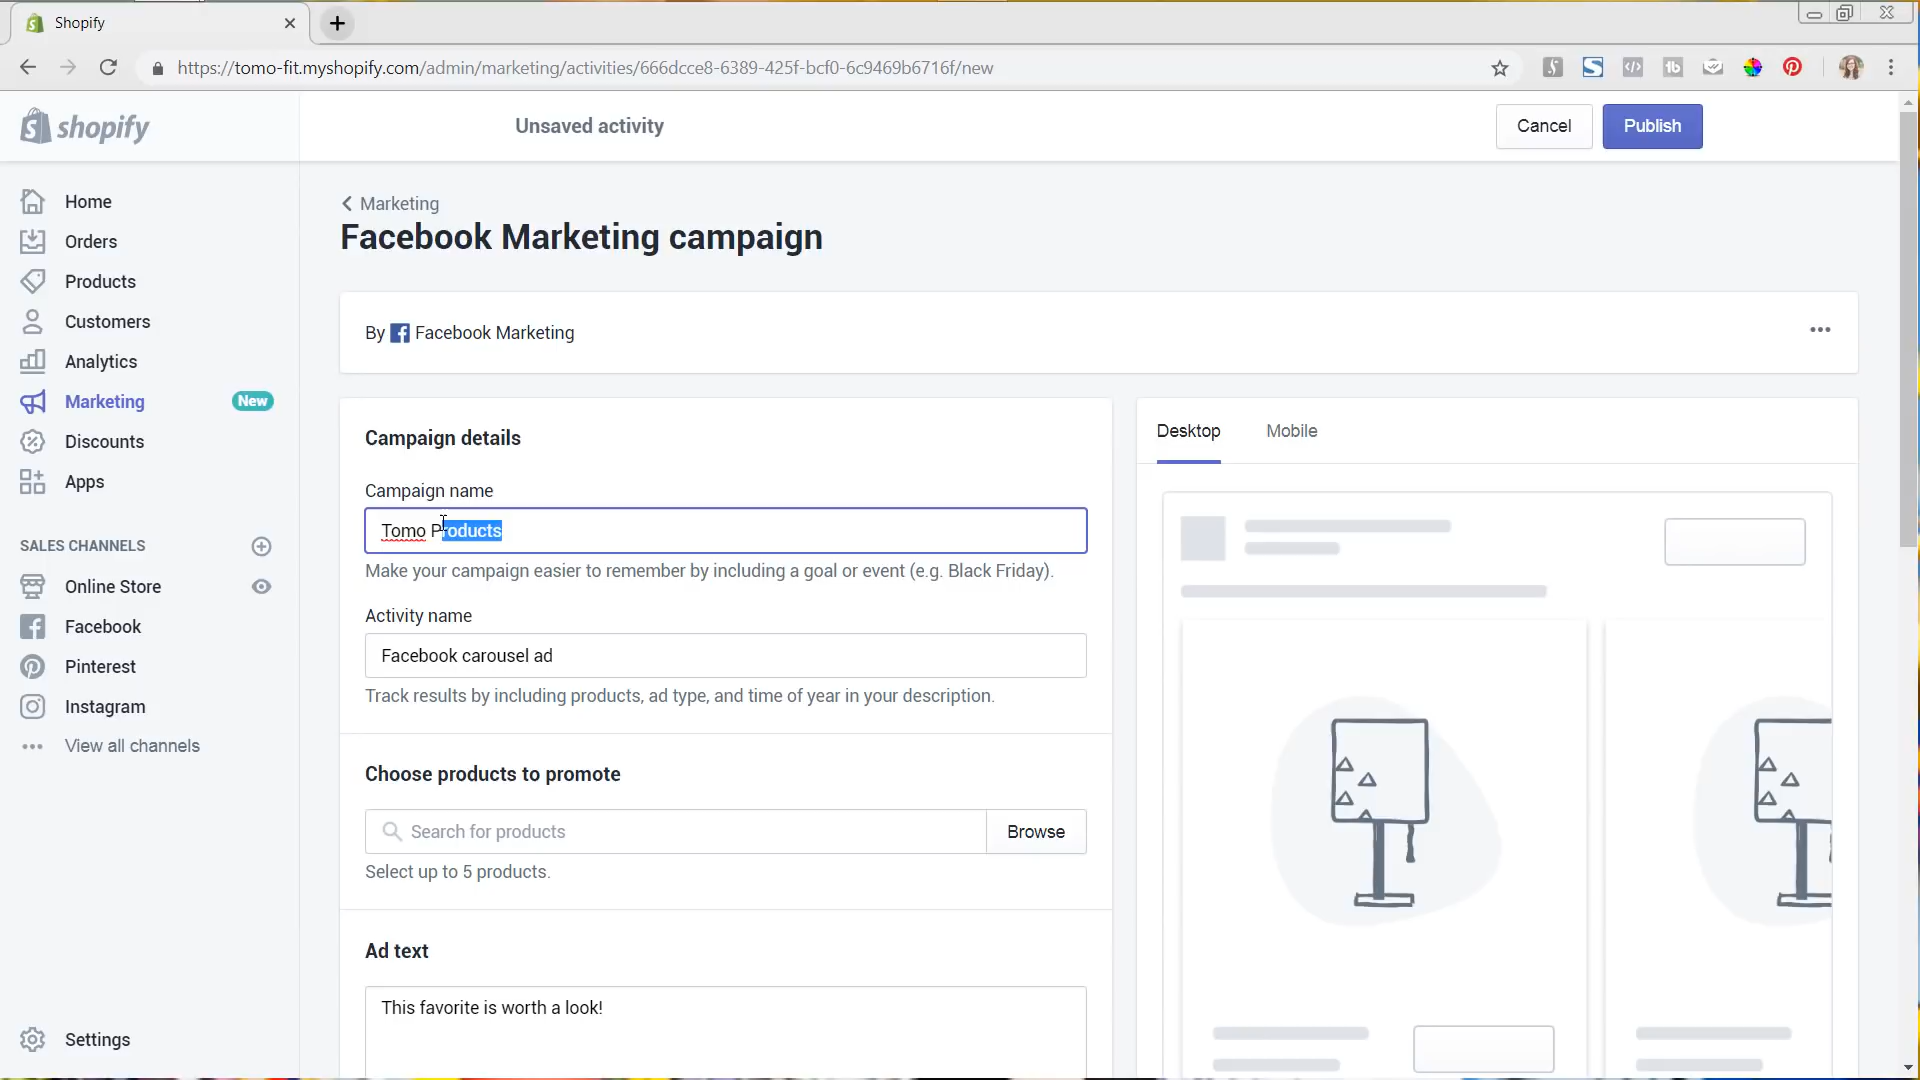 Shopify
https://tomo-fit.myshopify.com/admin/marketing/activities/666dcce8-6389-425f-bcf0-6c9469b6716f/new
shopify
Unsaved activity
Cancel
Publish
Home
Orders
Products
Customers
Analytics
Marketing
New
Discounts
Apps
SALES CHANNELS
Online Store
Facebook
Pinterest
Instagram
View all channels
Settings
Marketing
Facebook Marketing campaign
By Facebook Marketing
Campaign details
Campaign name
Tomo Products
Make your campaign easier to remember by including a goal or event (e.g. Black Friday).
Activity name
Facebook carousel ad
Track results by including products, ad type, and time of year in your description.
Choose products to promote
Search for products
Browse
Select up to 5 products.
Ad text
This favorite is worth a look!
Desktop
Mobile